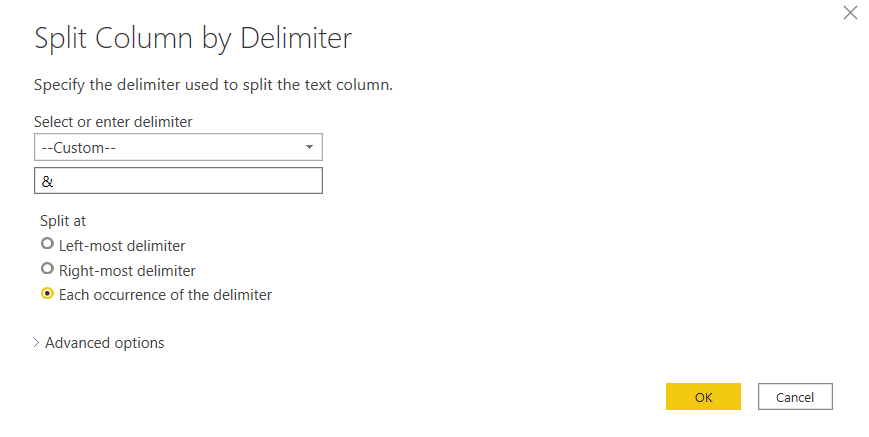 Split Column by Delimiter
Specify the delimiter used to split the text column.
Select or enter delimiter
--Custom--
&
Split at
Left-most delimiter
Right-most delimiter
Each occurrence of the delimiter
Advanced options
OK
Cancel